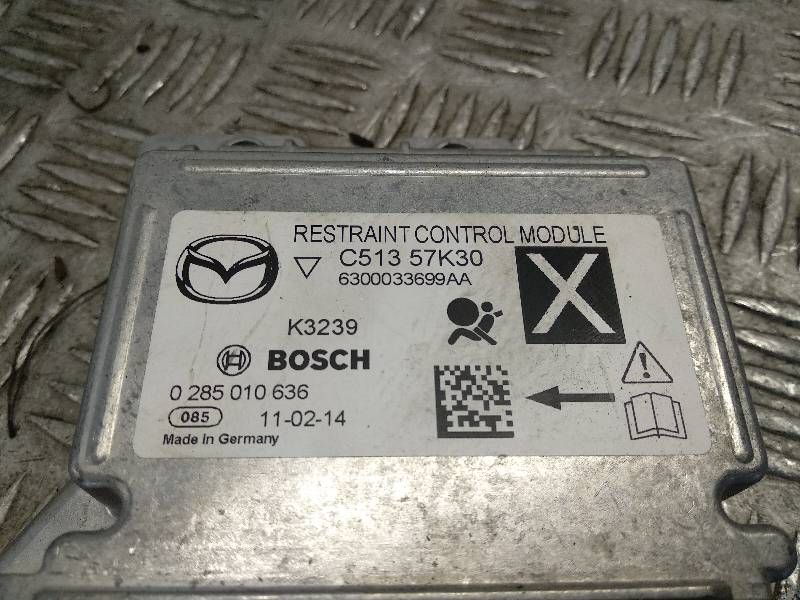 RESTRAINT CONTROL MODULE
C513 57K30
6300033699AA
X
K3239
BOSCH
0 285 010 636
085 11-02-14
Made in Germany